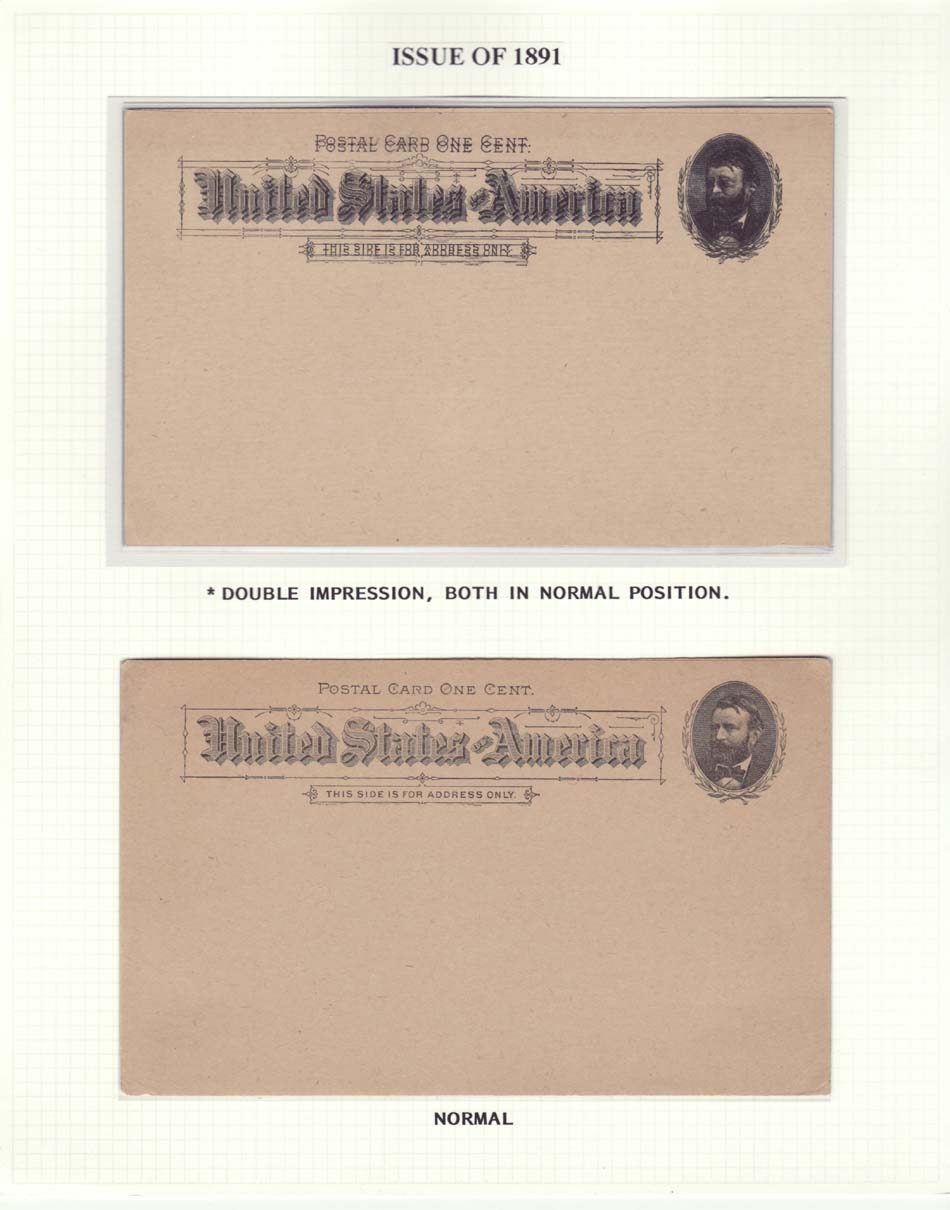 ISSUE OF 1891
POSTAL CARD ONE CENT.
United States of America
THIS SIDE IS FOR ADDRESS ONLY.
* DOUBLE IMPRESSION, BOTH IN NORMAL POSITION.
POSTAL CARD ONE CENT.
United States of America
THIS SIDE IS FOR ADDRESS ONLY.
NORMAL